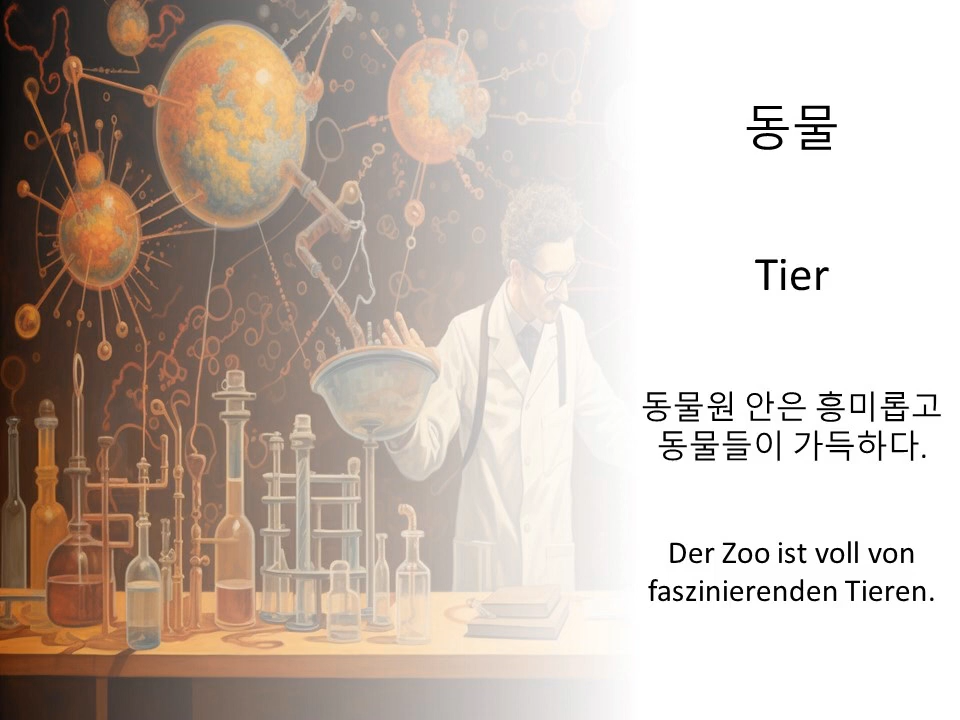 동물
Tier
동물원 안은 흥미롭고
동물들이 가득하다.
Der Zoo ist voll von
faszinierenden Tieren.